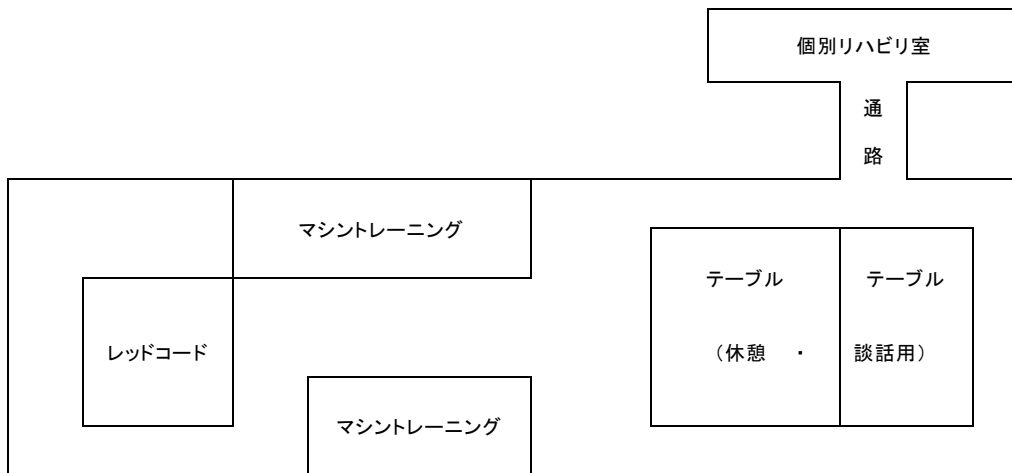 個別リハビリ室
通
路
マシントレーニング
テーブル
テーブル
レッドコード
（休憩　・　談話用）
マシントレーニング